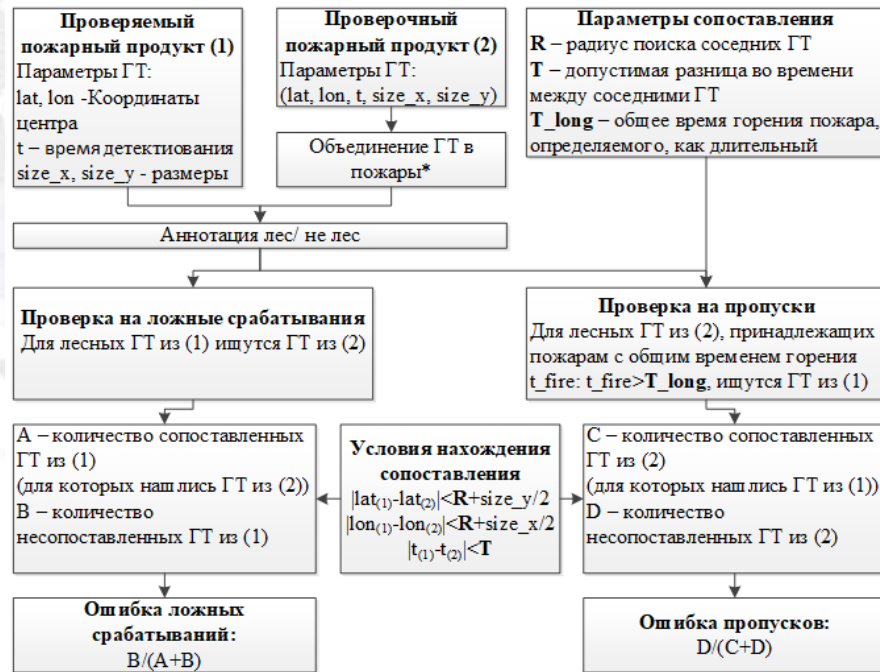 Проверяемый
пожарный продукт (1)
Параметры ГТ:
lat, lon -Координаты
центра
t – время детектиования
size_x, size_y - размеры
Проверочный
пожарный продукт (2)
Параметры ГТ:
(lat, lon, t, size_x, size_y)
Объединение ГТ в
пожары*
Параметры сопоставления
R – радиус поиска соседних ГТ
T – допустимая разница во времени
между соседними ГТ
T_long – общее время горения пожара,
определяемого, как длительный
Аннотация лес/ не лес
Проверка на ложные срабатывания
Для лесных ГТ из (1) ищутся ГТ из (2)
Проверка на пропуски
Для лесных ГТ из (2), принадлежащих
пожарам с общим временем горения
t_fire: t_fire>T_long, ищутся ГТ из (1)
A – количество сопоставленных
ГТ из (1)
(для которых нашлись ГТ из (2))
B – количество
несопоставленных ГТ из (1)
Условия нахождения
сопоставления
|lat(1)-lat(2)|<R+size_y/2
|lon(1)-lon(2)|<R+size_x/2
|t(1)-t(2)|<T
C – количество сопоставленных
ГТ из (2)
(для которых нашлись ГТ из (1))
D – количество
несопоставленных ГТ из (2)
Ошибка ложных
срабатываний:
B/(A+B)
Ошибка пропусков:
D/(C+D)